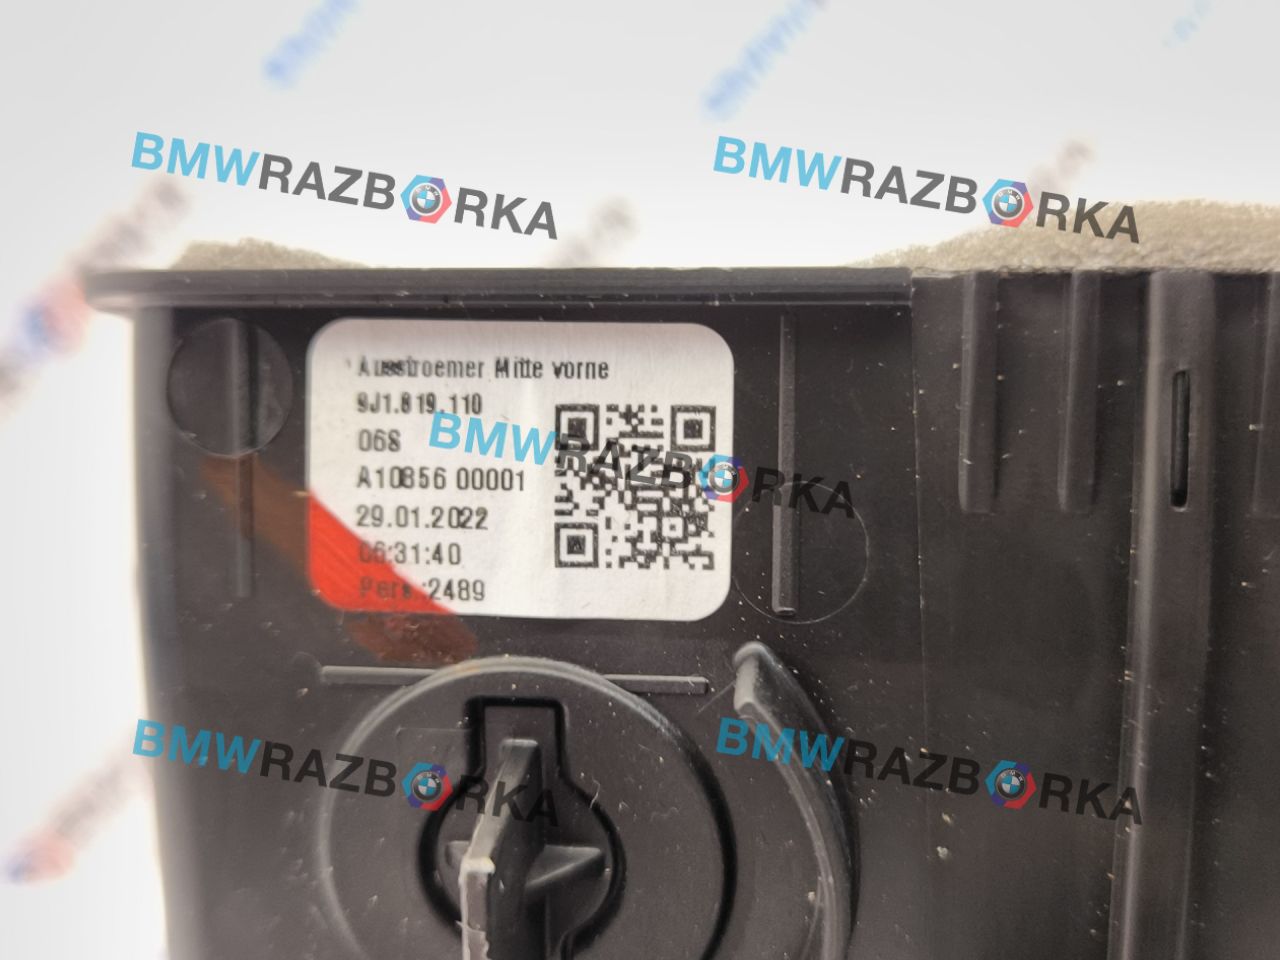 BMWRAZBORKA
BMWRAZBORKA
Ausstroemer Mitte vorne
9J1.819.110
06S
BMWRAZBORKA
A10856 00001
29.01.2022
06:31:40
Pers.:2489
BMWRAZBORKA
BMWRAZBORKA